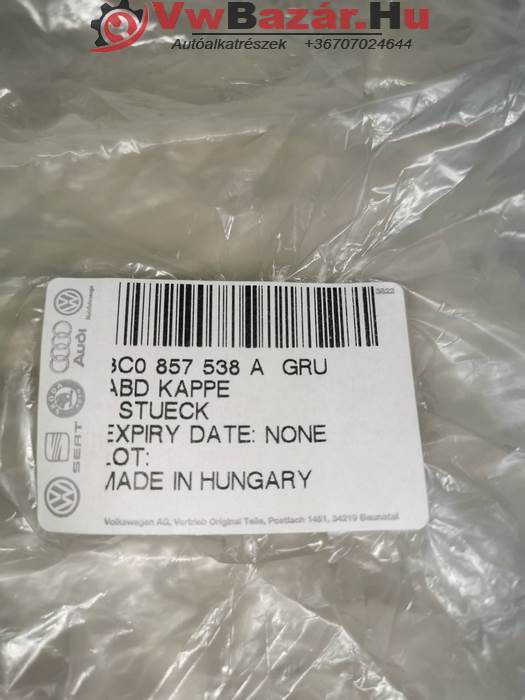 VwBazár.Hu
Autóalkatrészek +36707024644
3C0 857 538 A GRU
ABD KAPPE
STUECK
EXPIRY DATE: NONE
LOT:
MADE IN HUNGARY
Volkswagen AG, Vertrieb Original Teile, Postfach 1451, 34219 Baunatal
Audi
SEAT